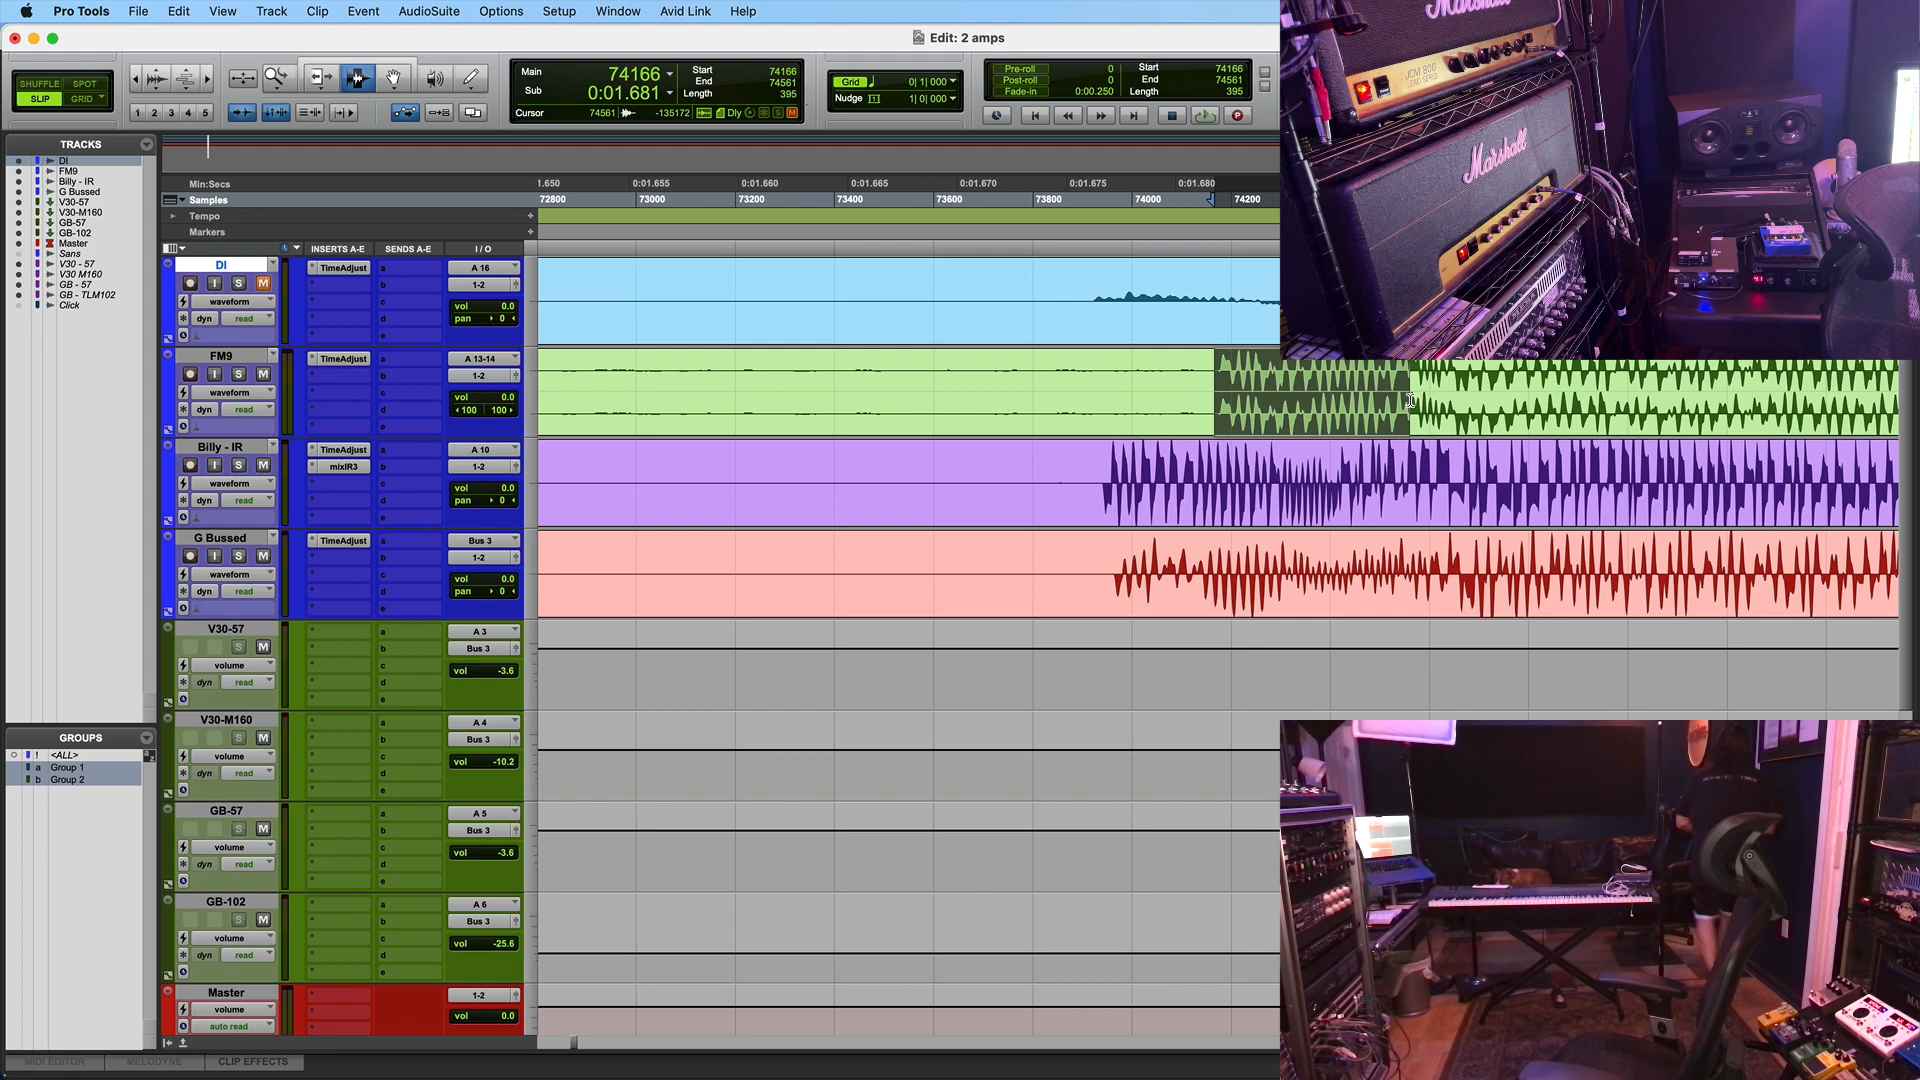 Pro Tools File Edit View Track Clip Event AudioSuite Options Setup Window Avid Link Help
Edit: 2 amps
SHUFFLE SPOT
SLIP GRID
1 2 3 4 5
Main 74166
Sub 0:01.681
Start 74166
End 74561
Length 395
Cursor 74561 -135172 Dly
Grid 0| 1| 000
Nudge 0| 1| 000
Pre-roll 0
Post-roll 0
Fade-in 0:00.250
Start 74166
End 74561
Length 395
TRACKS
DI
FM9
Billy - IR
G Bussed
V30-57
V30-M160
GB-57
GB-102
Master
Sans
V30 - 57
V30 M160
GB - 57
GB - TLM102
Click
GROUPS
! <ALL>
a Group 1
b Group 2
Min:Secs 1.650 0:01.655 0:01.660 0:01.665 0:01.670 0:01.675 0:01.680
Samples 72800 73000 73200 73400 73600 73800 74000 74200
Tempo
Markers
INSERTS A-E SENDS A-E I / O
DI
I S M
waveform
dyn read
TimeAdjust
a b c d e
A 16
1-2
vol 0.0
pan 0
FM9
I S M
waveform
dyn read
TimeAdjust
a b c d e
A 13-14
1-2
vol 0.0
100 100
Billy - IR
I S M
waveform
dyn read
TimeAdjust
mixIR3
a b c d e
A 10
1-2
vol 0.0
pan 0
G Bussed
I S M
waveform
dyn read
TimeAdjust
a b c d e
Bus 3
1-2
vol 0.0
pan 0
V30-57
S M
volume
dyn read
a b c d e
A 3
Bus 3
vol -3.6
V30-M160
S M
volume
dyn read
a b c d e
A 4
Bus 3
vol -10.2
GB-57
S M
volume
dyn read
a b c d e
A 5
Bus 3
vol -3.6
GB-102
S M
volume
dyn read
a b c d e
A 6
Bus 3
vol -25.6
Master
volume
auto read
1-2
vol 0.0
MIDI EDITOR MELODYNE CLIP EFFECTS
Marshall
JCM 800
LEAD SERIES
Marshall